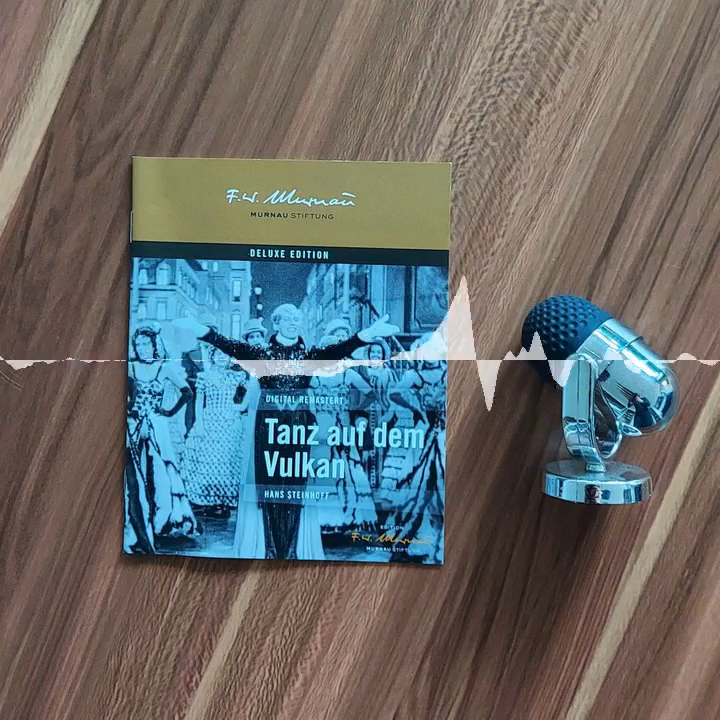 F.W. Murnau
MURNAU STIFTUNG
DELUXE EDITION
DIGITAL REMASTERT
Tanz auf dem
Vulkan
HANS STEINHOFF
EDITION
F.W. Murnau
MURNAU STIFTUNG